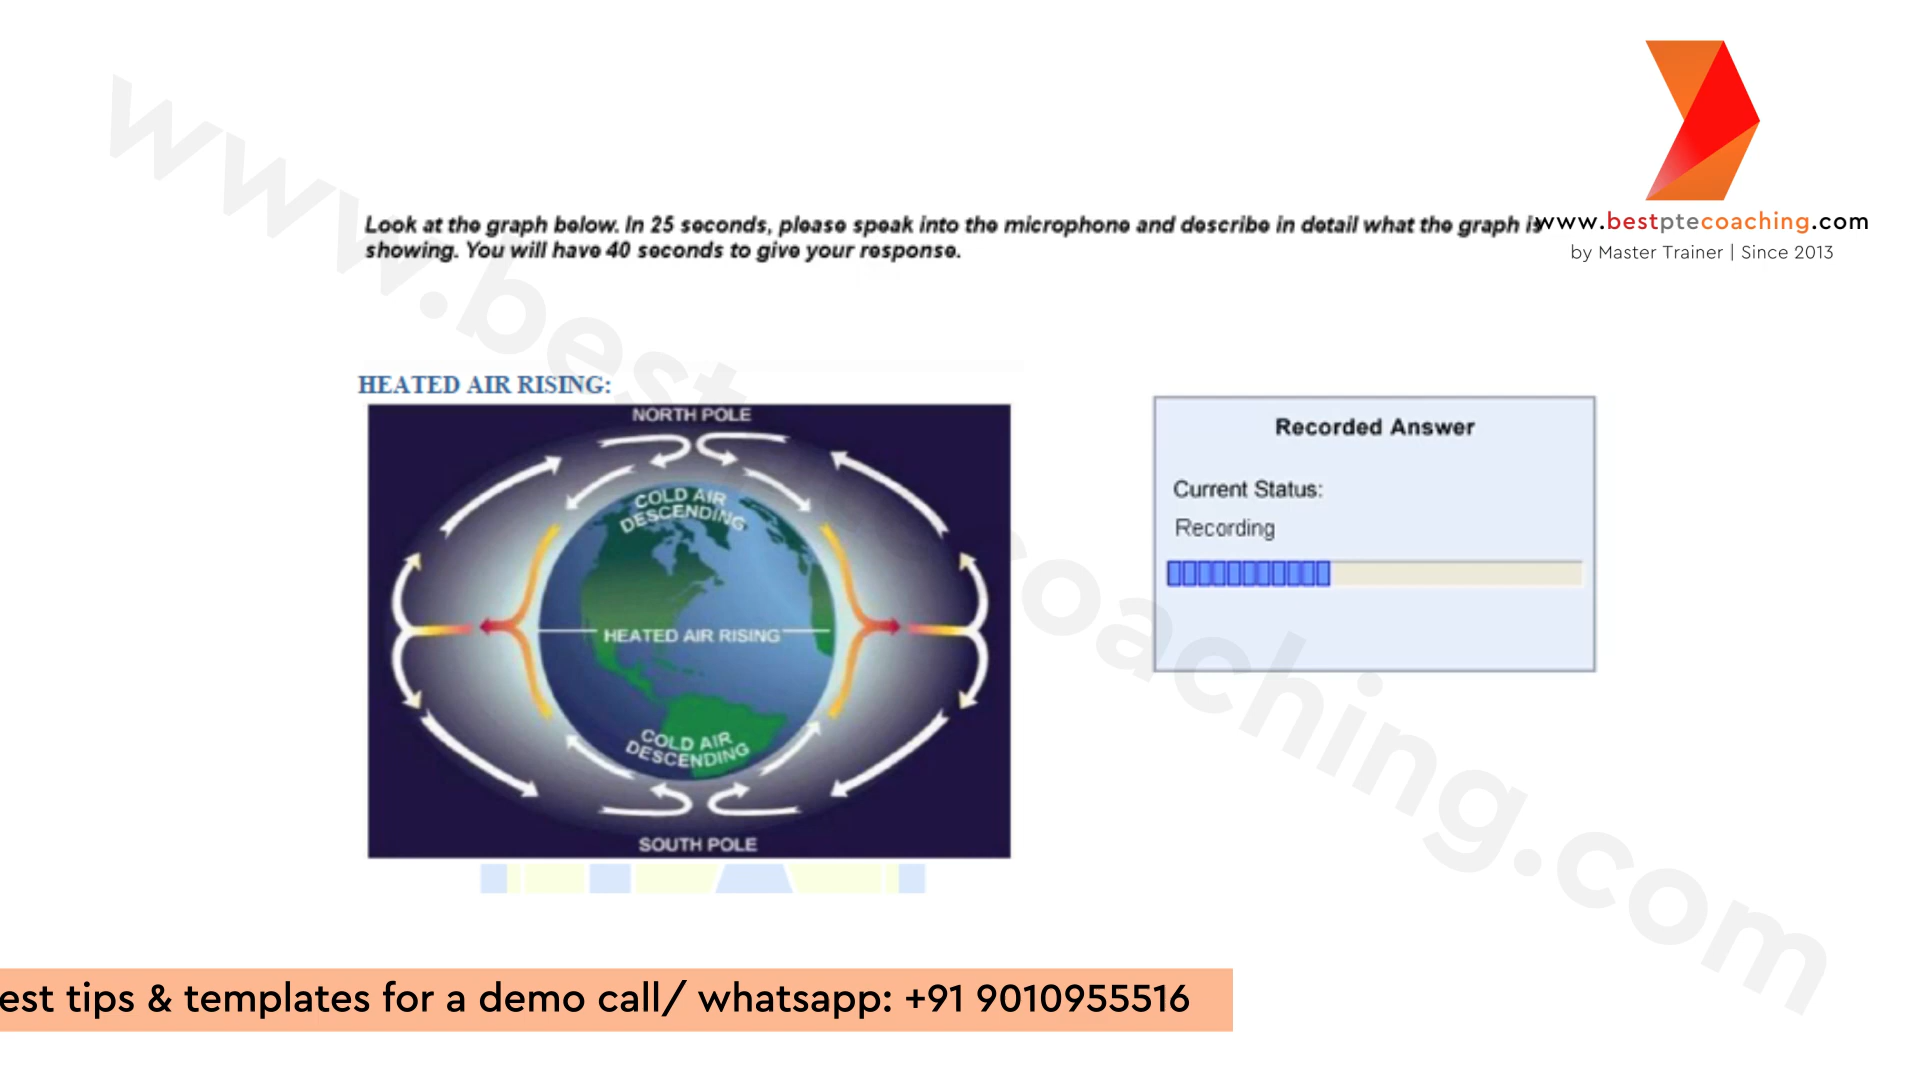 www.bestptecoaching.com
by Master Trainer | Since 2013
Look at the graph below. In 25 seconds, please speak into the microphone and describe in detail what the graph is
showing. You will have 40 seconds to give your response.
HEATED AIR RISING:
NORTH POLE
COLD AIR
DESCENDING
HEATED AIR RISING
COLD AIR
DESCENDING
SOUTH POLE
Recorded Answer
Current Status:
Recording
est tips & templates for a demo call/ whatsapp: +91 9010955516